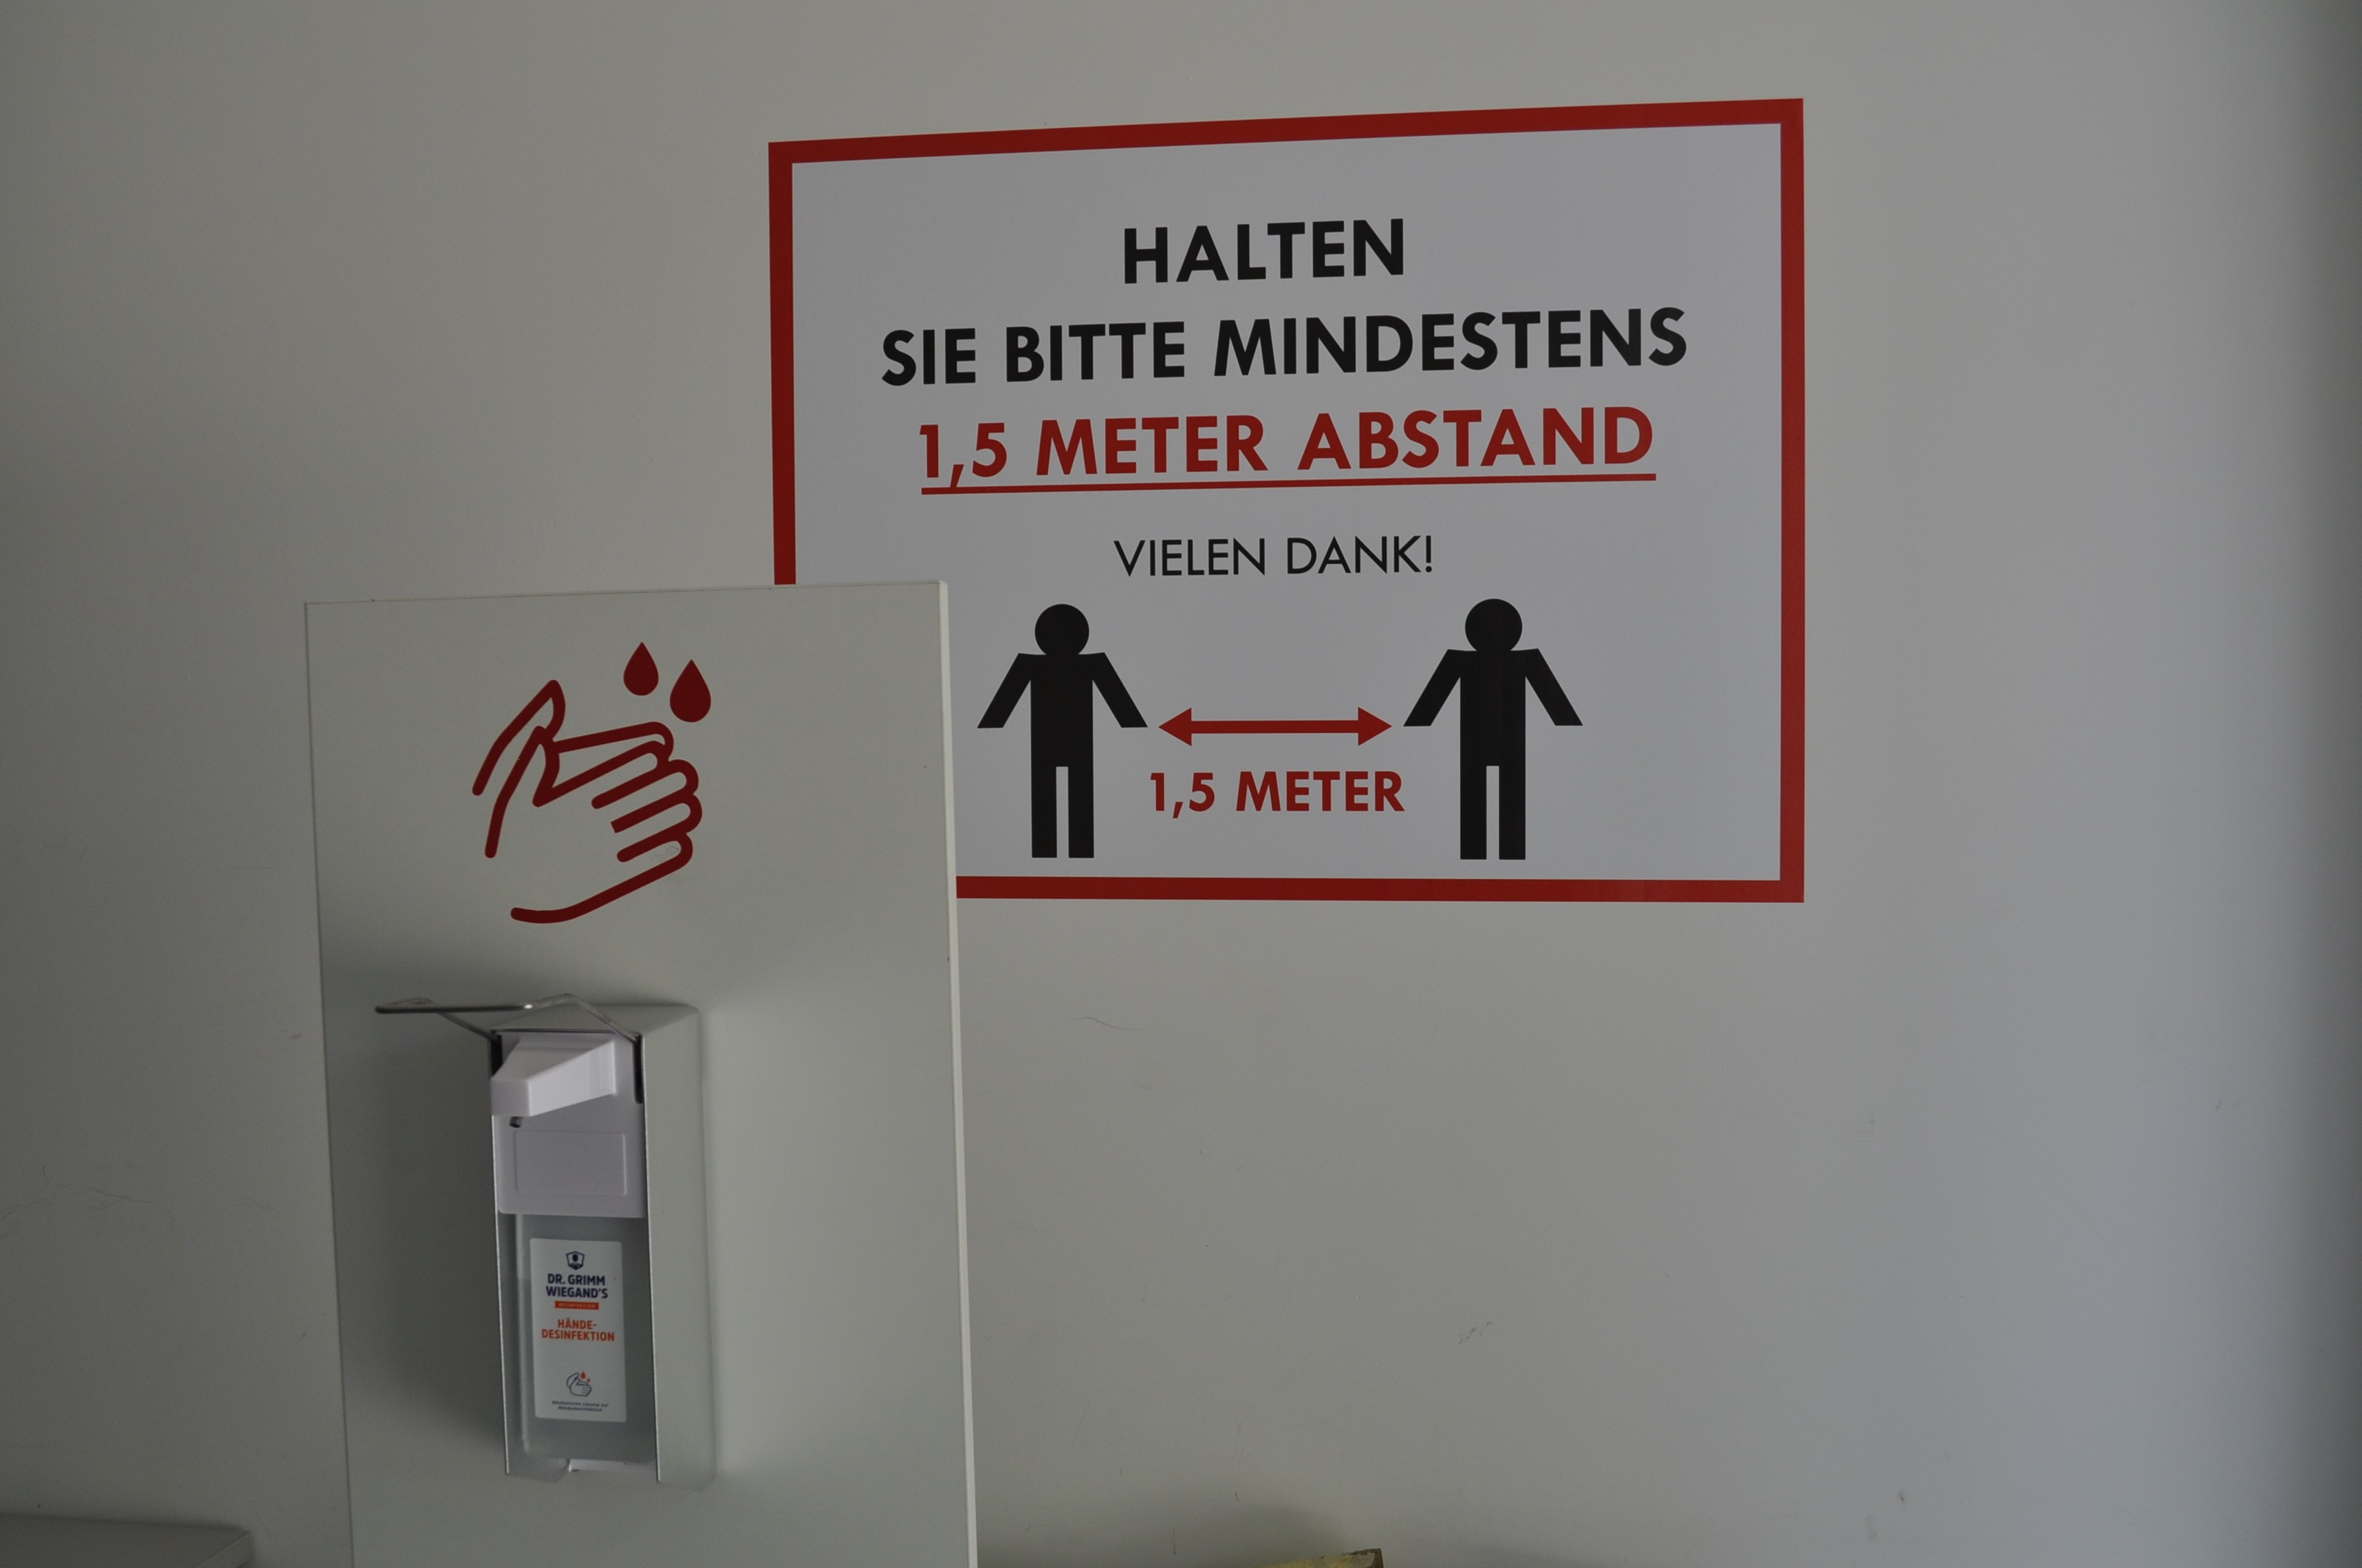 HALTEN
SIE BITTE MINDESTENS
1,5 METER ABSTAND
VIELEN DANK!
1,5 METER
DR. GRIMM
WIEGAND'S
HÄNDE-
DESINFEKTION